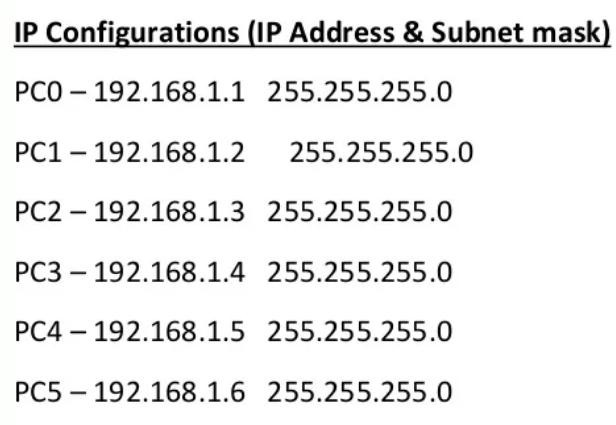 IP Configurations (IP Address & Subnet mask)
PC0 – 192.168.1.1 255.255.255.0
PC1 – 192.168.1.2 255.255.255.0
PC2 – 192.168.1.3 255.255.255.0
PC3 – 192.168.1.4 255.255.255.0
PC4 – 192.168.1.5 255.255.255.0
PC5 – 192.168.1.6 255.255.255.0